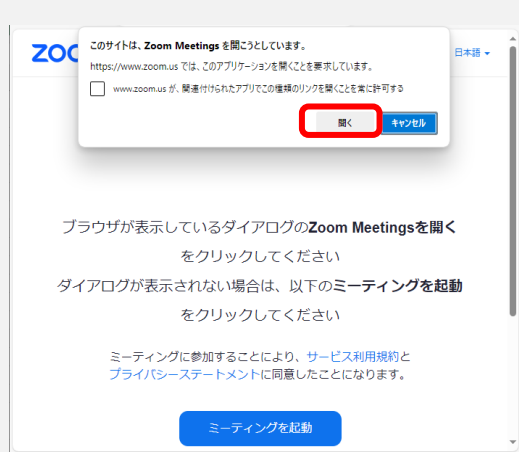 このサイトは、Zoom Meetings を開こうとしています。
https://www.zoom.us では、このアプリケーションを開くことを要求しています。
www.zoom.us が、関連付けられたアプリでこの種類のリンクを開くことを常に許可する
開く
キャンセル
ZOO
日本語
ブラウザが表示しているダイアログのZoom Meetingsを開く
をクリックしてください
ダイアログが表示されない場合は、以下のミーティングを起動
をクリックしてください
ミーティングに参加することにより、サービス利用規約と
プライバシーステートメントに同意したことになります。
ミーティングを起動